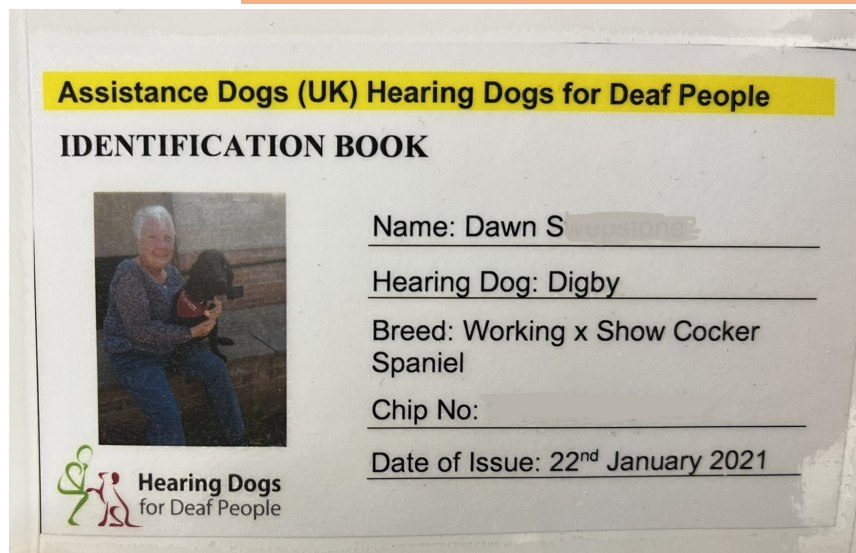 Assistance Dogs (UK) Hearing Dogs for Deaf People
IDENTIFICATION BOOK
Name: Dawn S
Hearing Dog: Digby
Breed: Working x Show Cocker
Spaniel
Chip No:
Date of Issue: 22nd January 2021
Hearing Dogs
for Deaf People